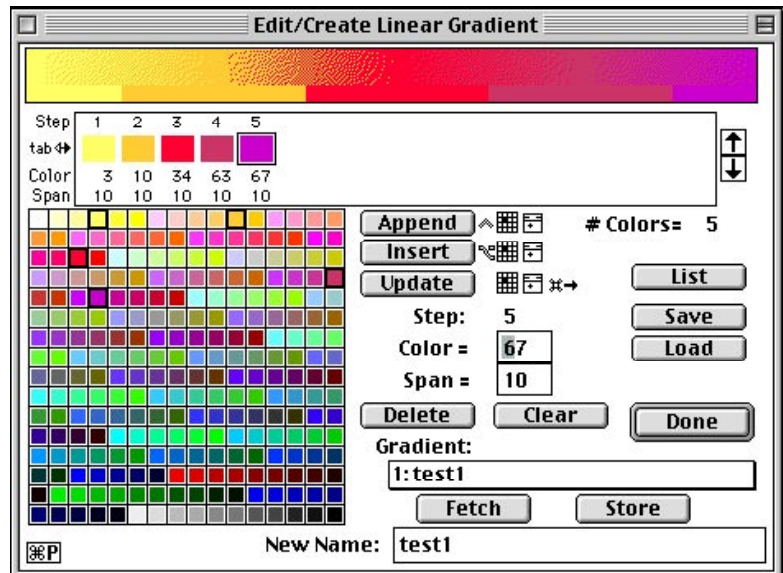 Edit/Create Linear Gradient
Step 1 2 3 4 5
tab
Color 3 10 34 63 67
Span 10 10 10 10 10
Append # Colors= 5
Insert
Update List
Step: 5 Save
Color = 67 Load
Span = 10
Delete Clear Done
Gradient:
1: test1
Fetch Store
⌘P New Name: test1